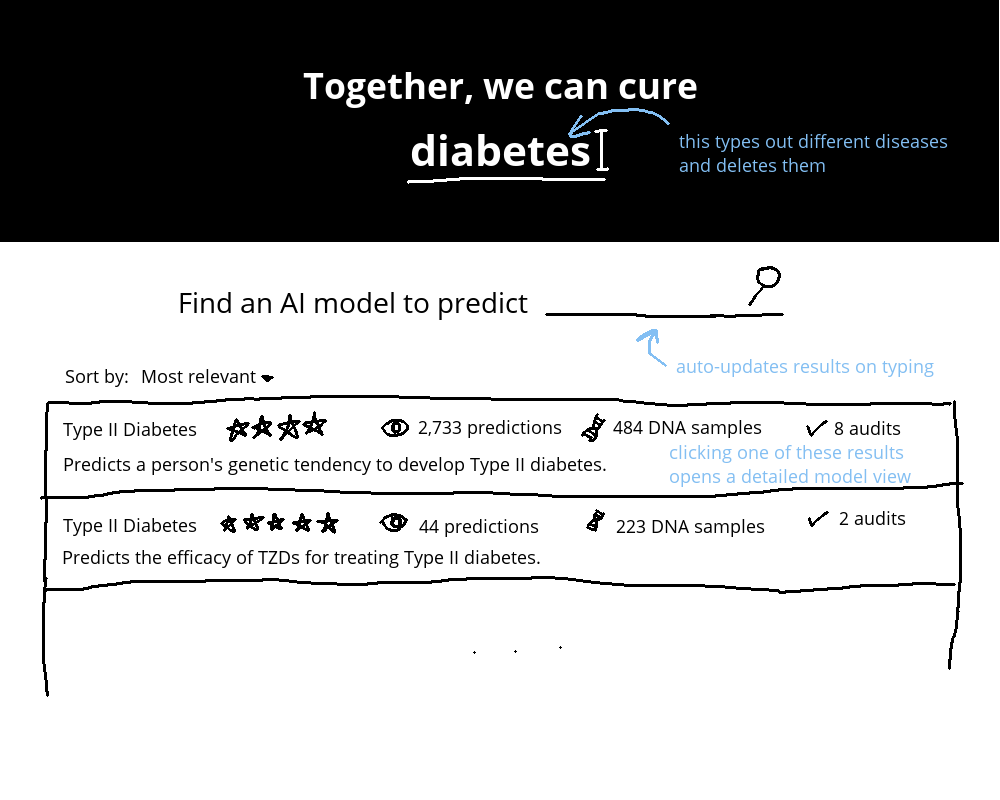 Together, we can cure
diabetes
this types out different diseases
and deletes them
Find an AI model to predict
auto-updates results on typing
Sort by: Most relevant
Type II Diabetes 2,733 predictions 484 DNA samples 8 audits
Predicts a person's genetic tendency to develop Type II diabetes.
clicking one of these results
opens a detailed model view
Type II Diabetes 44 predictions 223 DNA samples 2 audits
Predicts the efficacy of TZDs for treating Type II diabetes.
. . .